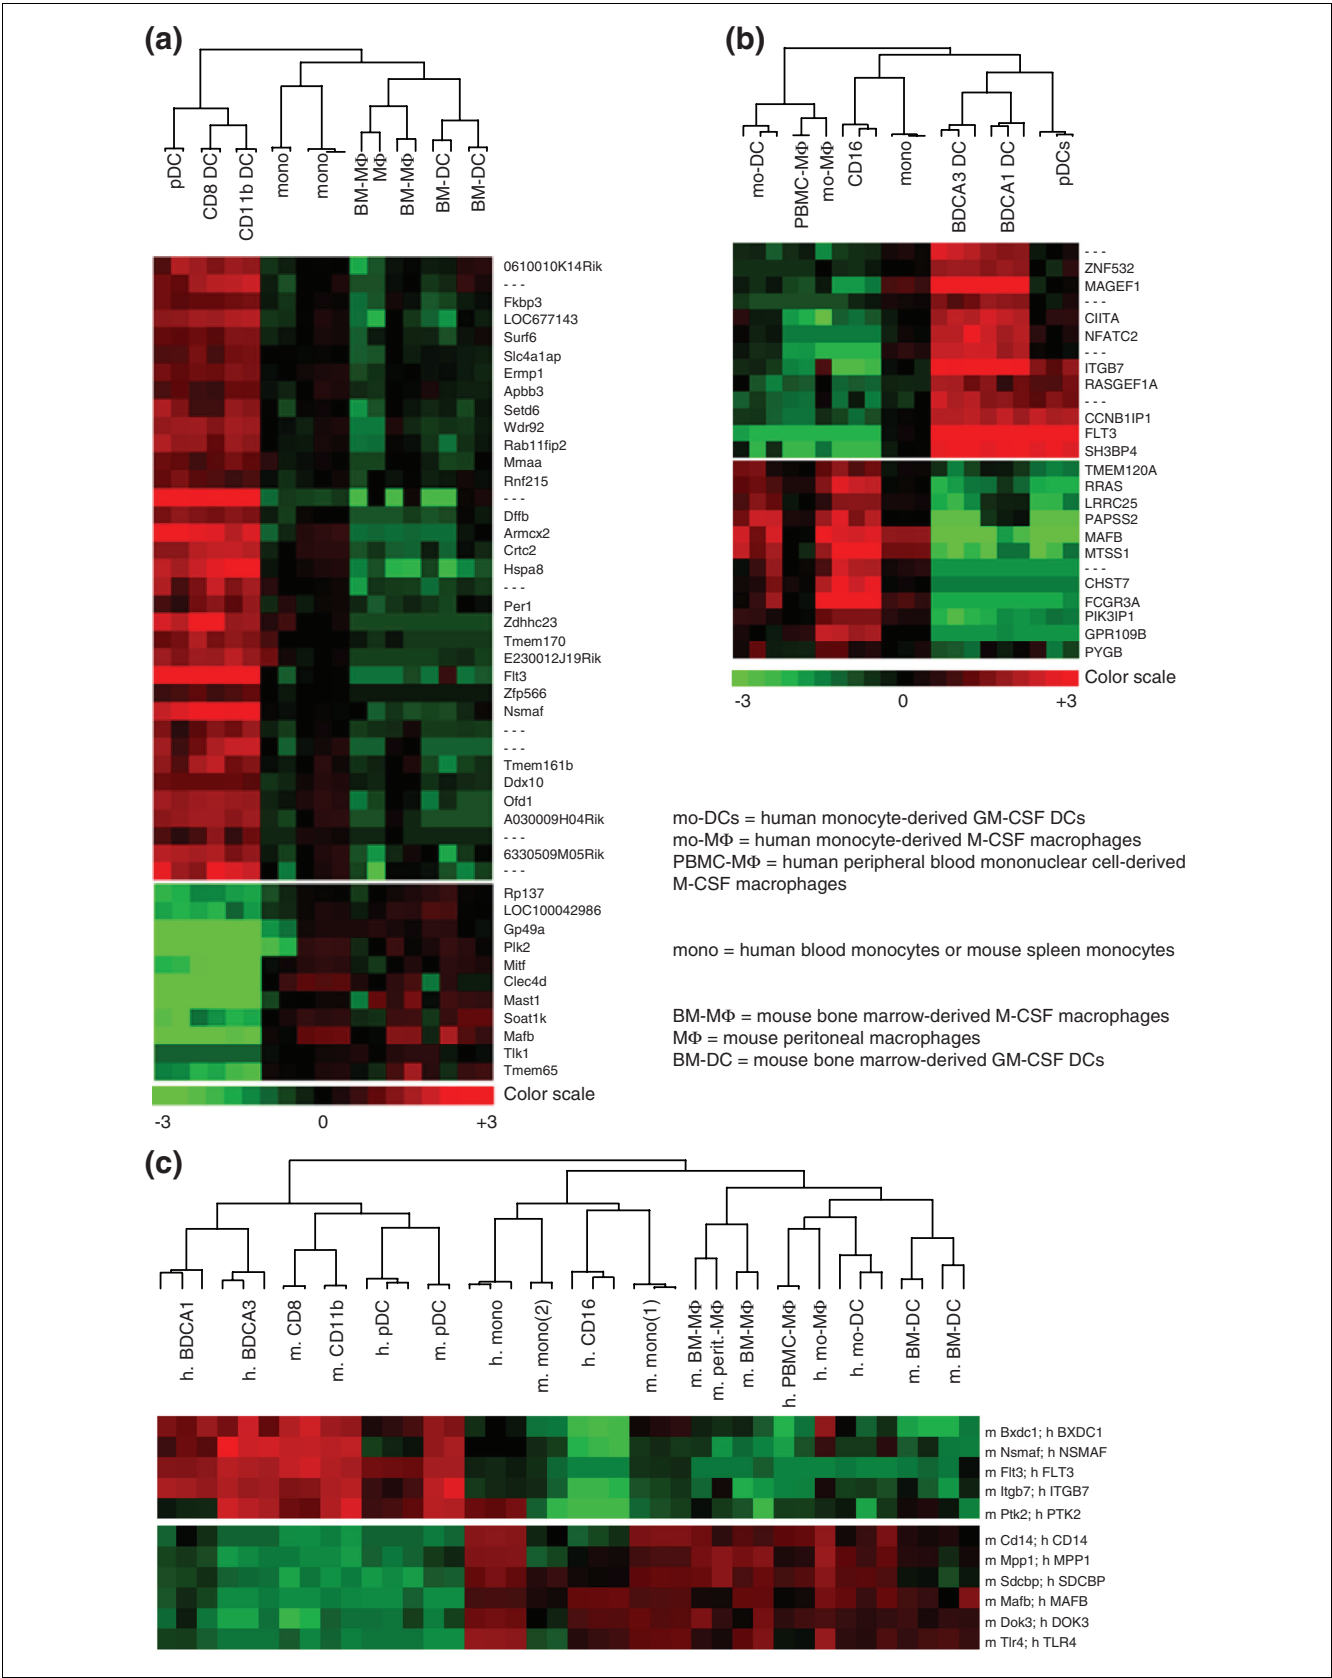 (a)
pDC
CD8 DC
CD11b DC
mono
mono
BM-MΦ
MΦ
BM-MΦ
BM-DC
BM-DC
0610010K14Rik
---
Fkbp3
LOC677143
Surf6
Slc4a1ap
Ermp1
Apbb3
Setd6
Wdr92
Rab11fip2
Mmaa
Rnf215
---
Dffb
Armcx2
Crtc2
Hspa8
---
Per1
Zdhhc23
Tmem170
E230012J19Rik
Flt3
Zfp566
Nsmaf
---
---
Tmem161b
Ddx10
Ofd1
A030009H04Rik
---
6330509M05Rik
---
Rp137
LOC100042986
Gp49a
Plk2
Mitf
Clec4d
Mast1
Soat1k
Mafb
Tlk1
Tmem65
Color scale
-3 0 +3
(b)
mo-DC
PBMC-MΦ
mo-MΦ
CD16
mono
BDCA3 DC
BDCA1 DC
pDCs
---
ZNF532
MAGEF1
---
CIITA
NFATC2
---
ITGB7
RASGEF1A
---
CCNB1IP1
FLT3
SH3BP4
TMEM120A
RRAS
LRRC25
PAPSS2
MAFB
MTSS1
---
CHST7
FCGR3A
PIK3IP1
GPR109B
PYGB
Color scale
-3 0 +3
mo-DCs = human monocyte-derived GM-CSF DCs
mo-MΦ = human monocyte-derived M-CSF macrophages
PBMC-MΦ = human peripheral blood mononuclear cell-derived
M-CSF macrophages
mono = human blood monocytes or mouse spleen monocytes
BM-MΦ = mouse bone marrow-derived M-CSF macrophages
MΦ = mouse peritoneal macrophages
BM-DC = mouse bone marrow-derived GM-CSF DCs
(c)
h. BDCA1
h. BDCA3
m. CD8
m. CD11b
h. pDC
m. pDC
h. mono
m. mono(2)
h. CD16
m. mono(1)
m. BM-MΦ
m. perit.-MΦ
m. BM-MΦ
h. PBMC-MΦ
h. mo-MΦ
h. mo-DC
m. BM-DC
m. BM-DC
m Bxdc1; h BXDC1
m Nsmaf; h NSMAF
m Flt3; h FLT3
m Itgb7; h ITGB7
m Ptk2; h PTK2
m Cd14; h CD14
m Mpp1; h MPP1
m Sdcbp; h SDCBP
m Mafb; h MAFB
m Dok3; h DOK3
m Tlr4; h TLR4